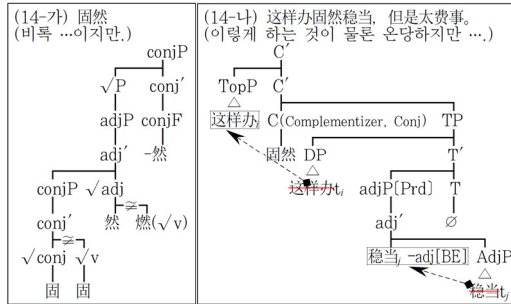 (14-가) 固然
(비록 …이지만.)
conjP
√P conj′
adjP conjF
adj′ -然
conjP √adj
conj′ 然 ≅ 燃(√v)
≅
√conj √v
固 固
(14-나) 这样办固然稳当，但是太费事。
(이렇게 하는 것이 물론 온당하지만 ….)
C′
TopP C′
这样办i C(Complementizer, Conj) TP
固然 DP T′
这样办ti adjP[Prd] T
adj′ ∅
稳当j -adj[BE] AdjP
稳当tj